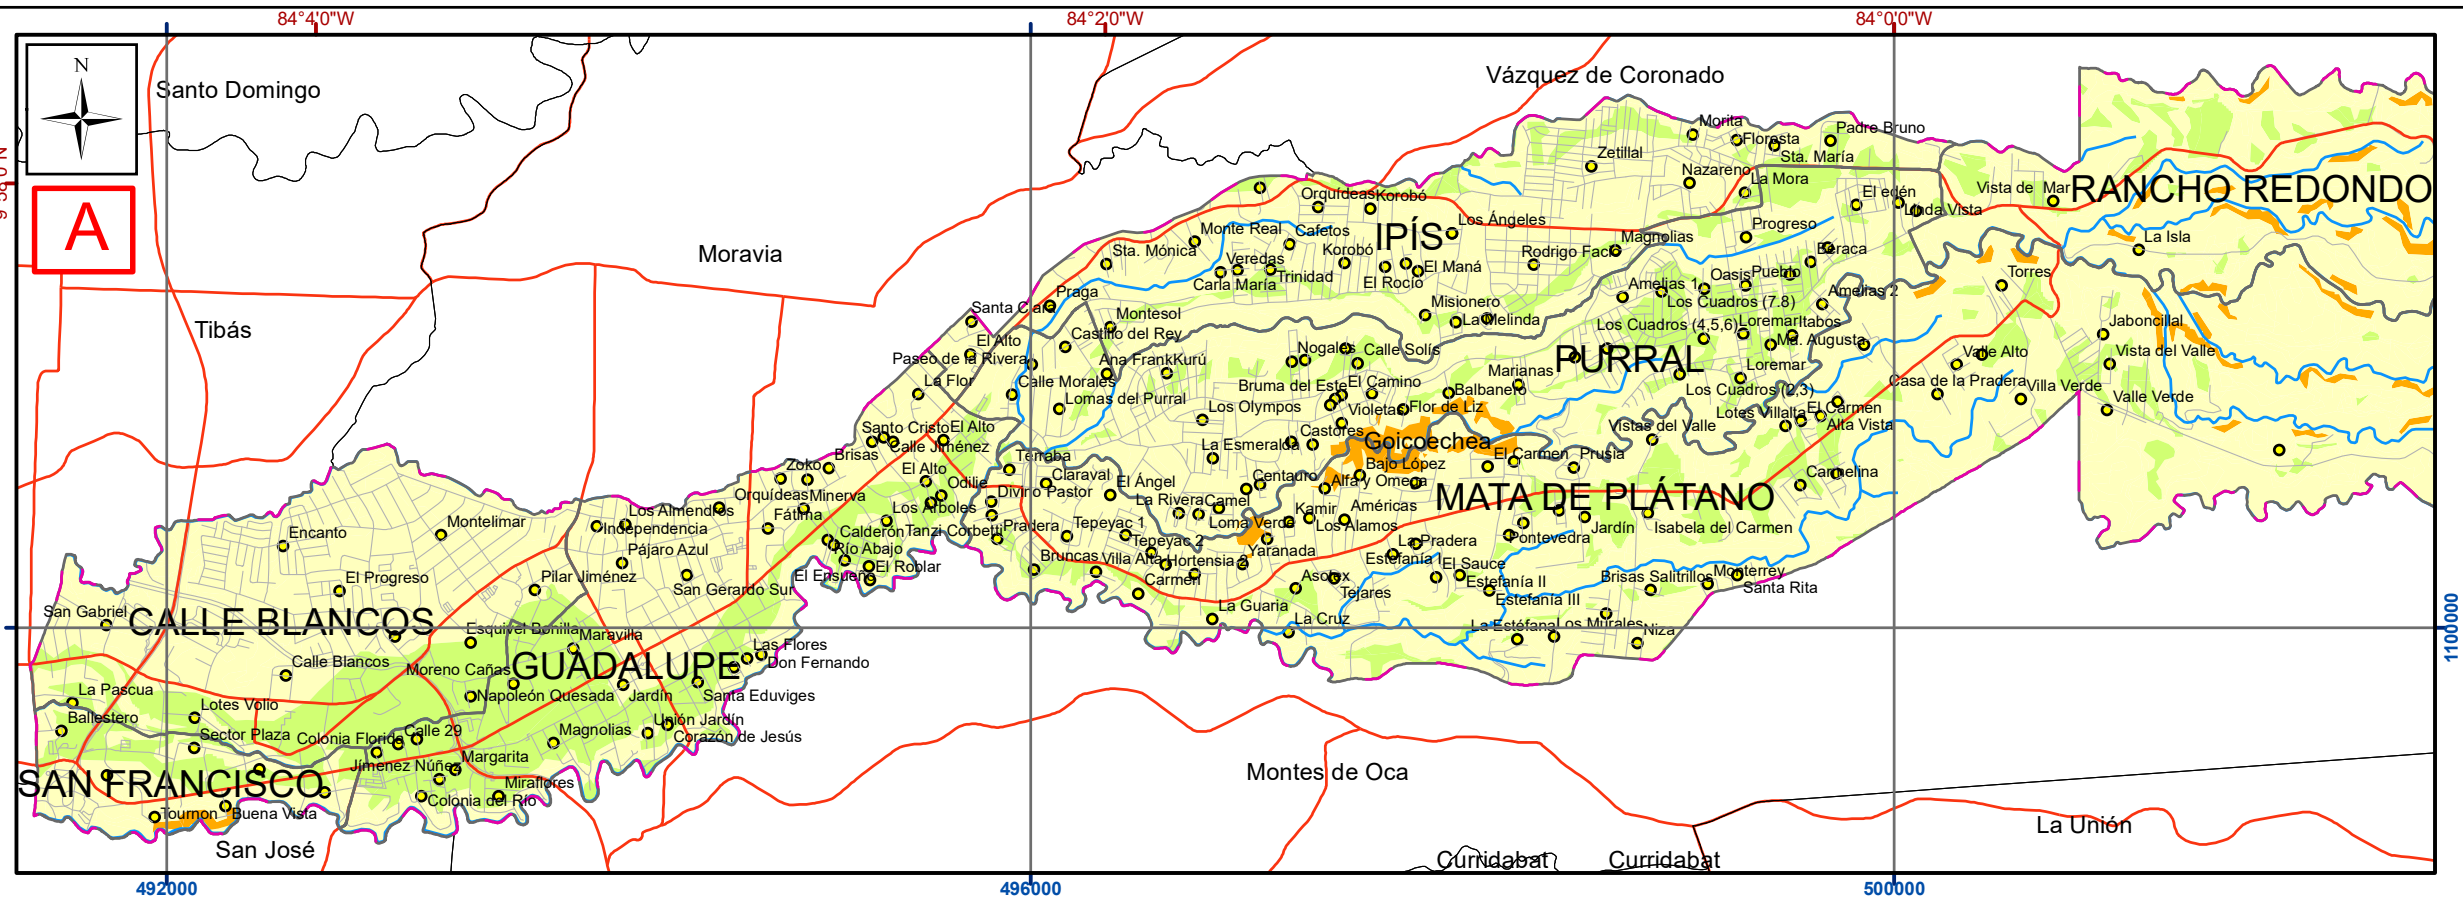 84°4'0"W
84°2'0"W
84°0'0"W
N
A
Santo Domingo
Vázquez de Coronado
Moravia
Tibás
Montes de Oca
La Unión
Curridabat
Curridabat
San José
RANCHO REDONDO
IPÍS
PURRAL
MATA DE PLÁTANO
CALLE BLANCOS
GUADALUPE
SAN FRANCISCO
Goicoechea
Morita
Floresta
Padre Bruno
Sta. María
Zetillal
Nazareno
La Mora
El edén
Linda Vista
Vista de Mar
Orquídeas
Korobó
Los Ángeles
Monte Real
Cafetos
Korobó
Sta. Mónica
Veredas
Trinidad
Carla María
El Rocío
El Maná
Rodrigo Facio
Magnolias
Progreso
Beraca
La Isla
Torres
Oasis
Pueblo
Amelias 1
Amelias 2
Los Cuadros (7.8)
Praga
Santa Clara
Montesol
Castillo del Rey
Misionero
La Melinda
Los Cuadros (4,5,6)
Loremar
Itabos
Md. Augusta
Jaboncillal
Vista del Valle
El Alto
Paseo de la Rivera
Ana Frank
Kurú
Nogales
Calle Solís
Marianas
Loremar
Valle Alto
Casa de la Pradera
Villa Verde
Valle Verde
La Flor
Calle Morales
Lomas del Purral
Bruma del Este
El Camino
Balbanero
Los Cuadros (2,3)
Los Olympos
Violetas
Flor de Liz
Lotes Villalta
El Carmen
Alta Vista
Vistas del Valle
Santo Cristo
El Alto
Calle Jiménez
La Esmeralda
Castores
Zoko
Brisas
Terraba
Bajo López
El Carmen
Prusia
Carmelina
El Alto
Odilie
Claraval
El Ángel
Centauro
Alfa y Omega
Orquídeas
Minerva
Divino Pastor
La Rivera
Camel
Kamir
Américas
Los Almendros
Independencia
Fátima
Los Árboles
Loma Verde
Los Alamos
Jardín
Isabela del Carmen
Encanto
Montelimar
Calderón
Tanzi Corbetti
Pradera
Tepeyac 1
Tepeyac 2
Yaranada
La Pradera
Pontevedra
Pájaro Azul
Río Abajo
Bruncas
Villa Alta
Hortensia 2
Estefanía I
El Sauce
El Progreso
Pilar Jiménez
El Ensueño
El Roblar
Carmen
Asotex
Estefanía II
Brisas Salitrillos
Monterrey
San Gerardo Sur
Tejares
Estefanía III
Santa Rita
San Gabriel
La Guaria
La Cruz
La Estéfana
Los Murales
Niza
Esquivel Bonilla
Maravilla
Las Flores
Don Fernando
Calle Blancos
Moreno Cañas
La Pascua
Napoleón Quesada
Jardín
Santa Eduviges
Ballestero
Lotes Volio
Unión Jardín
Sector Plaza
Colonia Florida
Calle 29
Magnolias
Corazón de Jesús
Jímenez Núñez
Margarita
Miraflores
Colonia del Río
Tournon
Buena Vista
1100000
492000
496000
500000